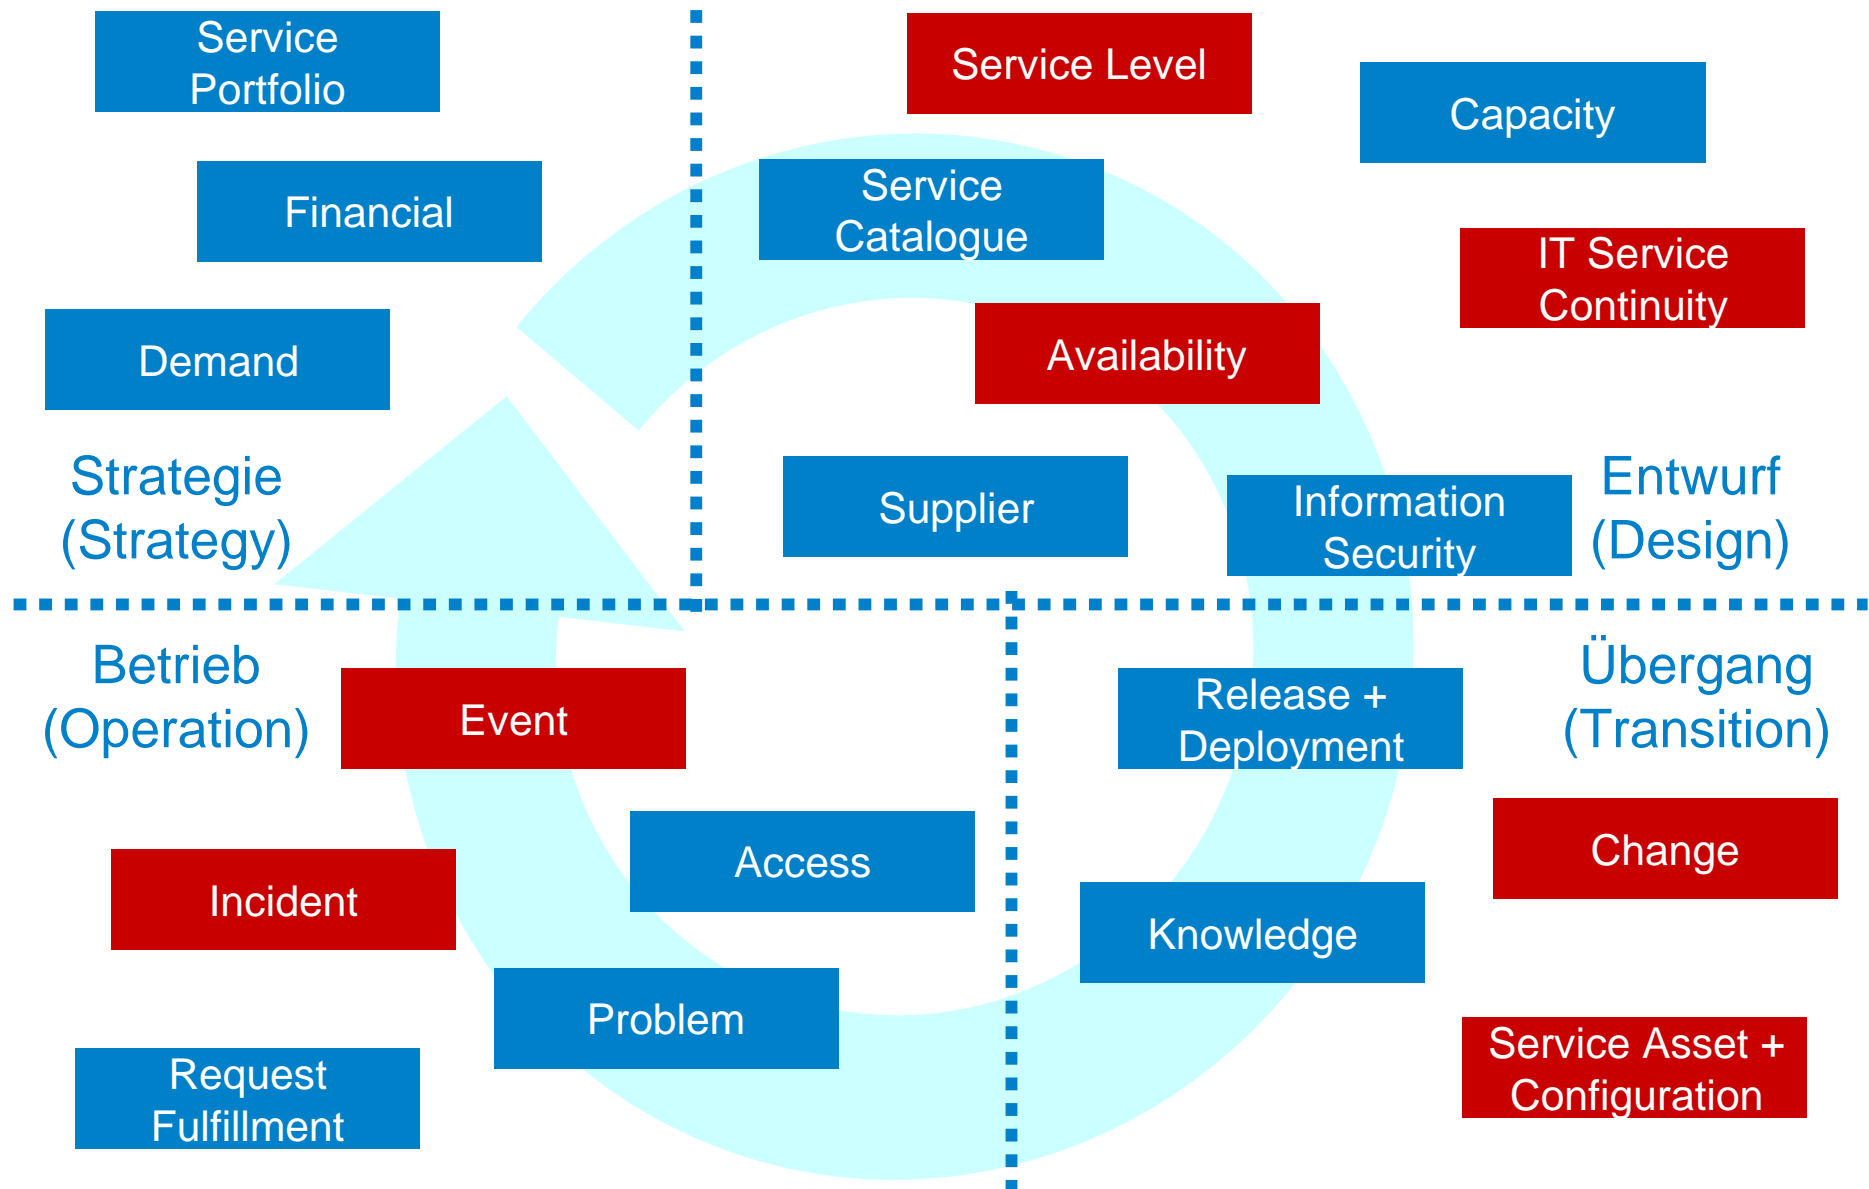 Service
Portfolio
Financial
Demand
Strategie
(Strategy)
Service Level
Capacity
Service
Catalogue
IT Service
Continuity
Availability
Supplier
Information
Security
Entwurf
(Design)
Betrieb
(Operation)
Event
Access
Incident
Problem
Request
Fulfillment
Release +
Deployment
Übergang
(Transition)
Change
Knowledge
Service Asset +
Configuration